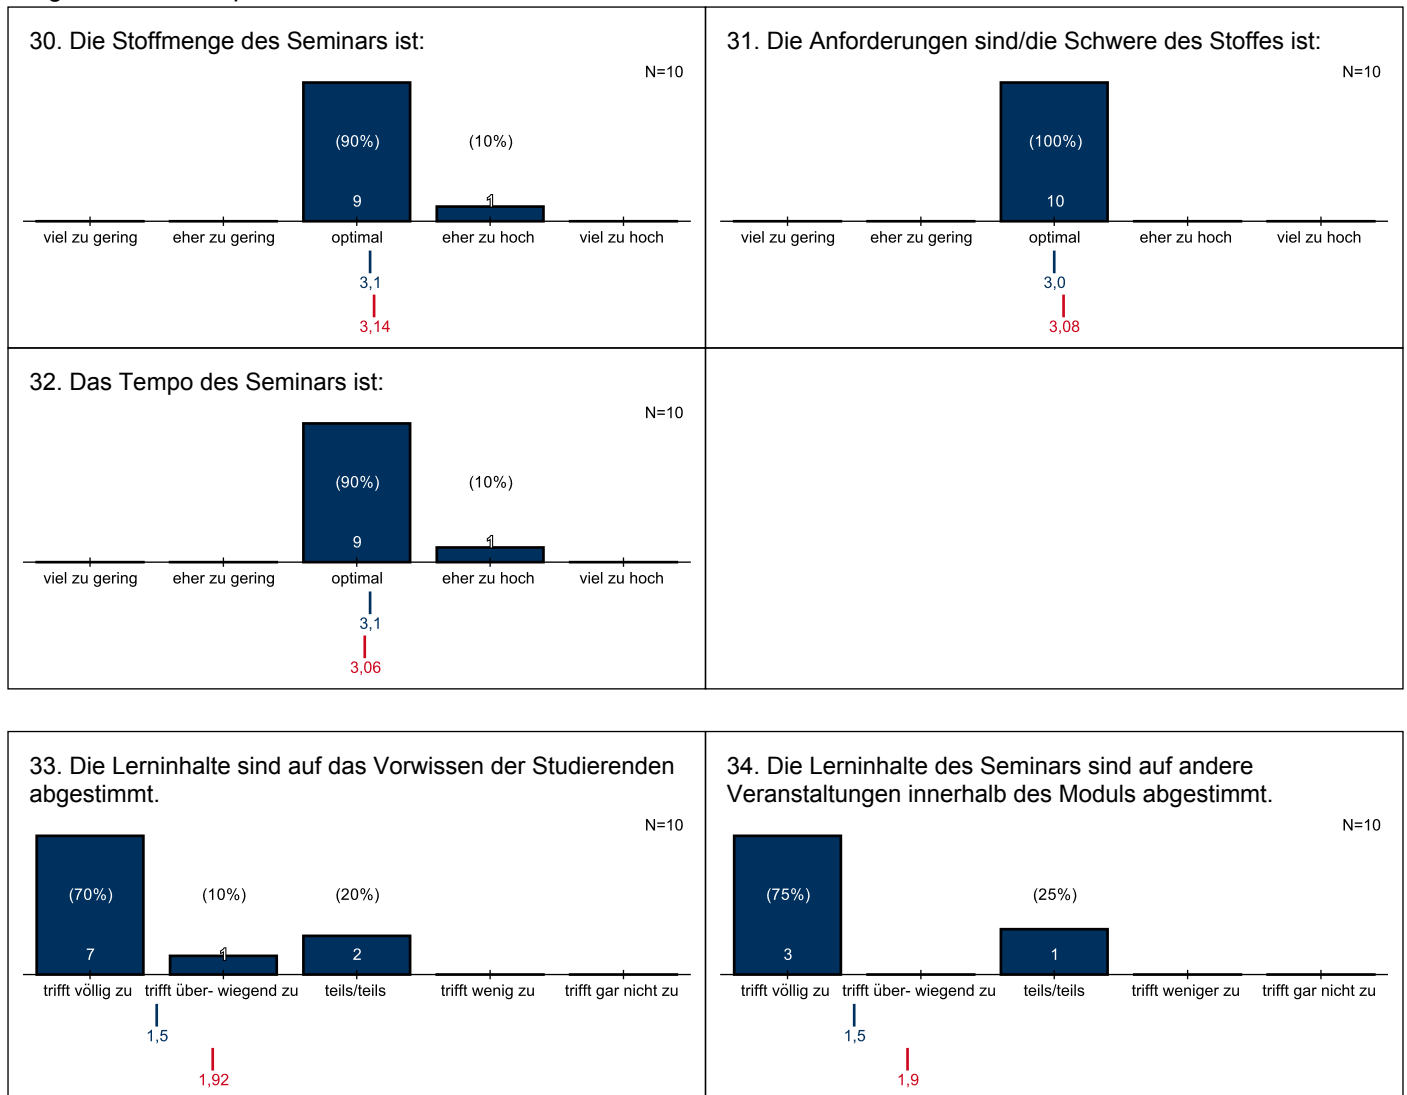 30. Die Stoffmenge des Seminars ist:
N=10
(90%) (10%)
9 1
viel zu gering eher zu gering optimal eher zu hoch viel zu hoch
3,1
3,14
31. Die Anforderungen sind/die Schwere des Stoffes ist:
N=10
(100%)
10
viel zu gering eher zu gering optimal eher zu hoch viel zu hoch
3,0
3,08
32. Das Tempo des Seminars ist:
N=10
(90%) (10%)
9 1
viel zu gering eher zu gering optimal eher zu hoch viel zu hoch
3,1
3,06
33. Die Lerninhalte sind auf das Vorwissen der Studierenden
abgestimmt.
N=10
(70%) (10%) (20%)
7 1 2
trifft völlig zu trifft über- wiegend zu teils/teils trifft wenig zu trifft gar nicht zu
1,5
1,92
34. Die Lerninhalte des Seminars sind auf andere
Veranstaltungen innerhalb des Moduls abgestimmt.
N=10
(75%) (25%)
3 1
trifft völlig zu trifft über- wiegend zu teils/teils trifft weniger zu trifft gar nicht zu
1,5
1,9